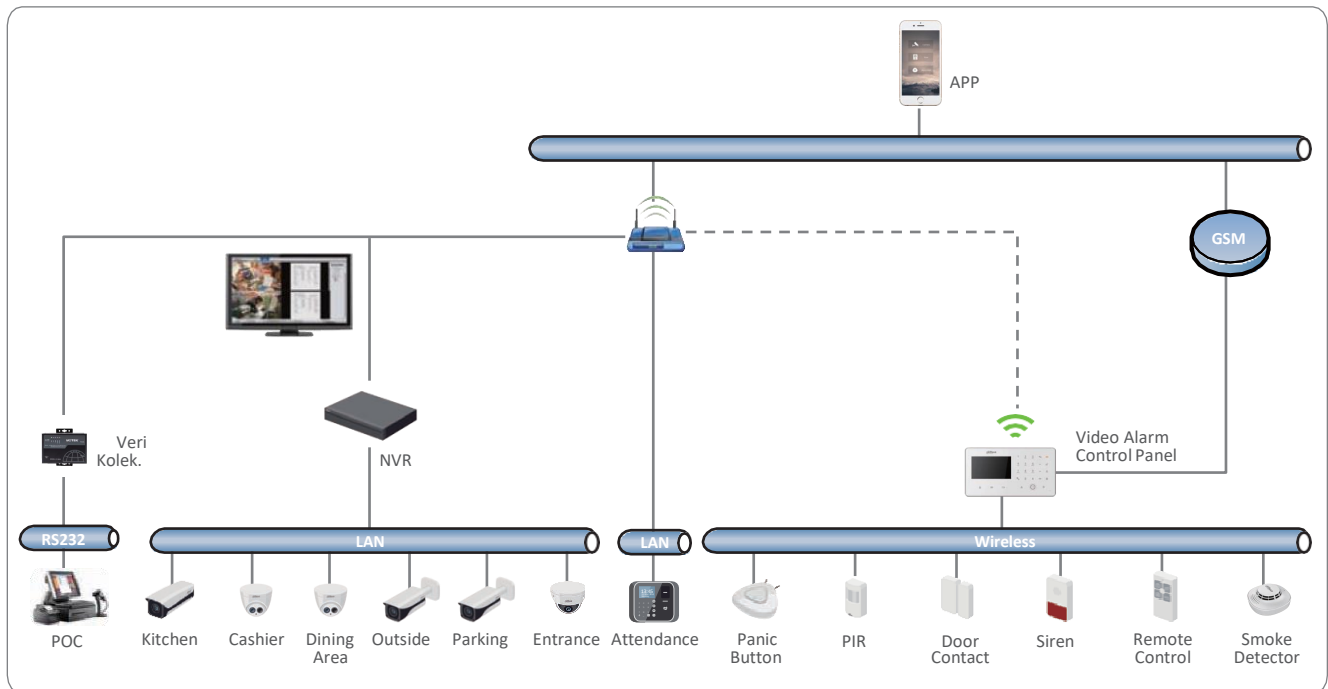 APP
GSM
Veri
Kolek.
NVR
Video Alarm
Control Panel
RS232
LAN
LAN
Wireless
POC
Kitchen
Cashier
Dining
Area
Outside
Parking
Entrance
Attendance
Panic
Button
PIR
Door
Contact
Siren
Remote
Control
Smoke
Detector